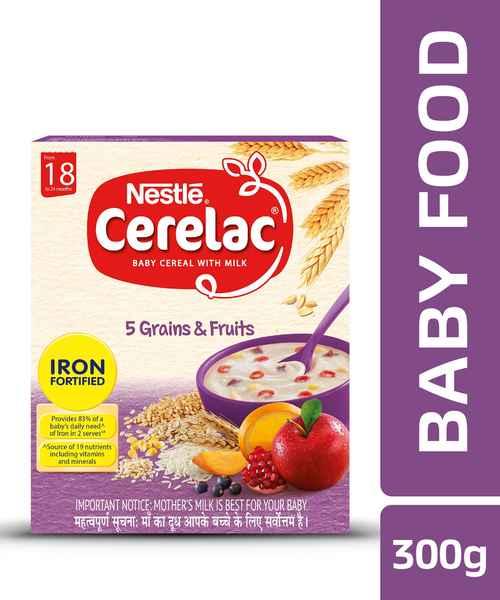 From
18
to 24 months
Nestlé®
Cerelac®
BABY CEREAL WITH MILK
5 Grains & Fruits
IRON
FORTIFIED
Provides 83% of a
baby's daily need^
of Iron in 2 serves**
^Source of 19 nutrients
including vitamins
and minerals
IMPORTANT NOTICE: MOTHER'S MILK IS BEST FOR YOUR BABY.
महत्वपूर्ण सूचना: माँ का दूध आपके बच्चे के लिए सर्वोत्तम है।
BABY FOOD
300g